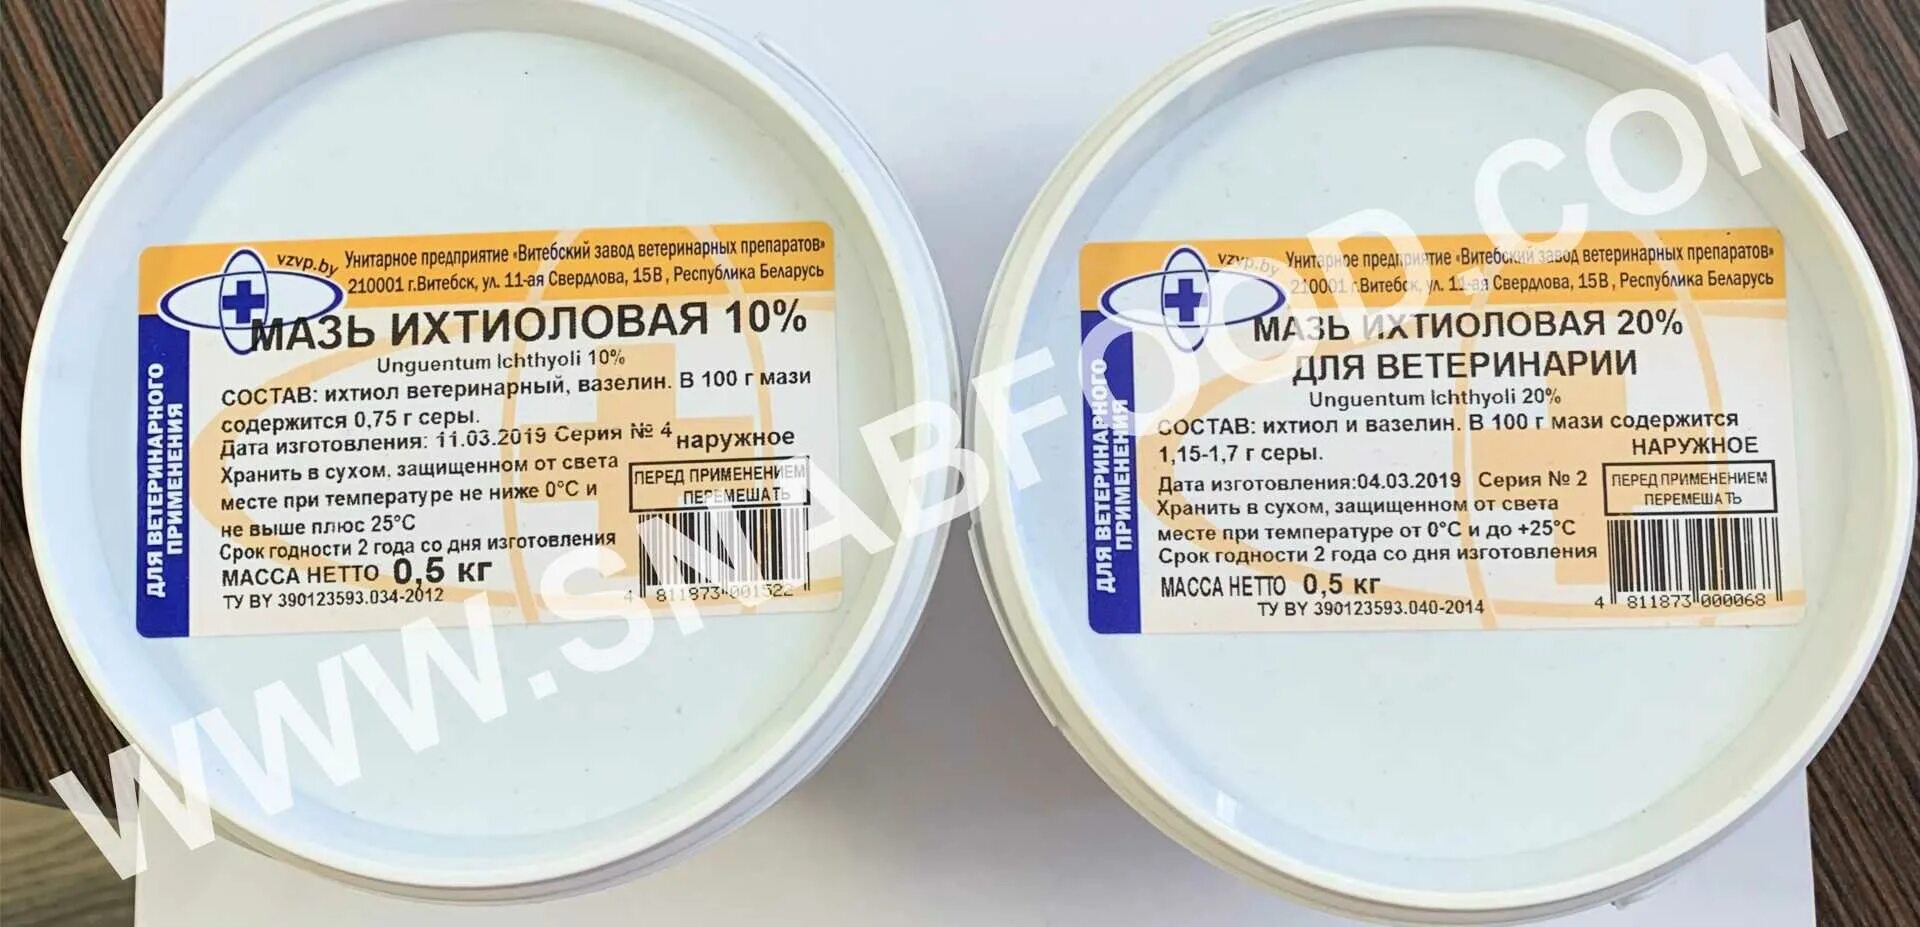 vzvp.by Унитарное предприятие «Витебский завод ветеринарных препаратов»
210001 г.Витебск, ул. 11-ая Свердлова, 15В, Республика Беларусь
МАЗЬ ИХТИОЛОВАЯ 10%
Unguentum Ichthyoli 10%
СОСТАВ: ихтиол ветеринарный, вазелин. В 100 г мази
содержится 0,75 г серы.
Дата изготовления: 11.03.2019 Серия № 4 наружное
Хранить в сухом, защищенном от света
месте при температуре не ниже 0°С и
не выше плюс 25°С
Срок годности 2 года со дня изготовления
МАССА НЕТТО 0,5 кг
ТУ BY 390123593.034-2012
ПЕРЕД ПРИМЕНЕНИЕМ
ПЕРЕМЕШАТЬ
4 811873 001522
ДЛЯ ВЕТЕРИНАРНОГО
ПРИМЕНЕНИЯ
vzvp.by Унитарное предприятие «Витебский завод ветеринарных препаратов»
210001 г.Витебск, ул. 11-ая Свердлова, 15В, Республика Беларусь
МАЗЬ ИХТИОЛОВАЯ 20%
ДЛЯ ВЕТЕРИНАРИИ
Unguentum Ichthyoli 20%
СОСТАВ: ихтиол и вазелин. В 100 г мази содержится
1,15-1,7 г серы.
НАРУЖНОЕ
Дата изготовления:04.03.2019 Серия № 2
Хранить в сухом, защищенном от света
месте при температуре от 0°С и до +25°С
Срок годности 2 года со дня изготовления
МАССА НЕТТО 0,5 кг
ТУ BY 390123593.040-2014
ПЕРЕД ПРИМЕНЕНИЕМ
ПЕРЕМЕШАТЬ
4 811873 000068
ДЛЯ ВЕТЕРИНАРНОГО
ПРИМЕНЕНИЯ
WWW.SNABFOOD.COM